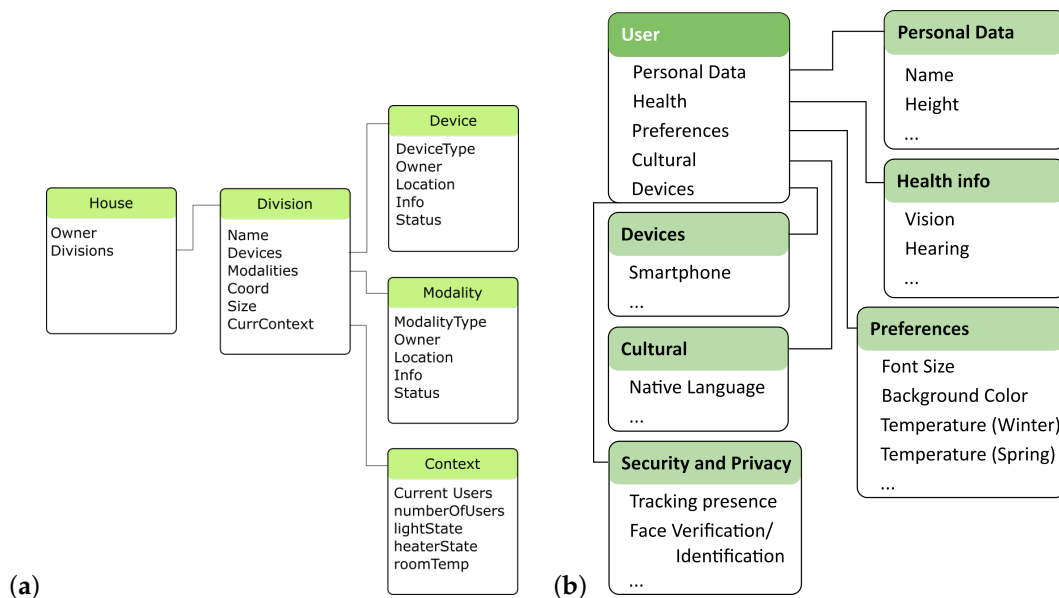 House
Owner
Divisions
Division
Name
Devices
Modalities
Coord
Size
CurrContext
Device
DeviceType
Owner
Location
Info
Status
Modality
ModalityType
Owner
Location
Info
Status
Context
Current Users
numberOfUsers
lightState
heaterState
roomTemp
(a)
User
Personal Data
Health
Preferences
Cultural
Devices
Devices
Smartphone
...
Cultural
Native Language
...
Security and Privacy
Tracking presence
Face Verification/
Identification
...
Personal Data
Name
Height
...
Health info
Vision
Hearing
...
Preferences
Font Size
Background Color
Temperature (Winter)
Temperature (Spring)
...
(b)